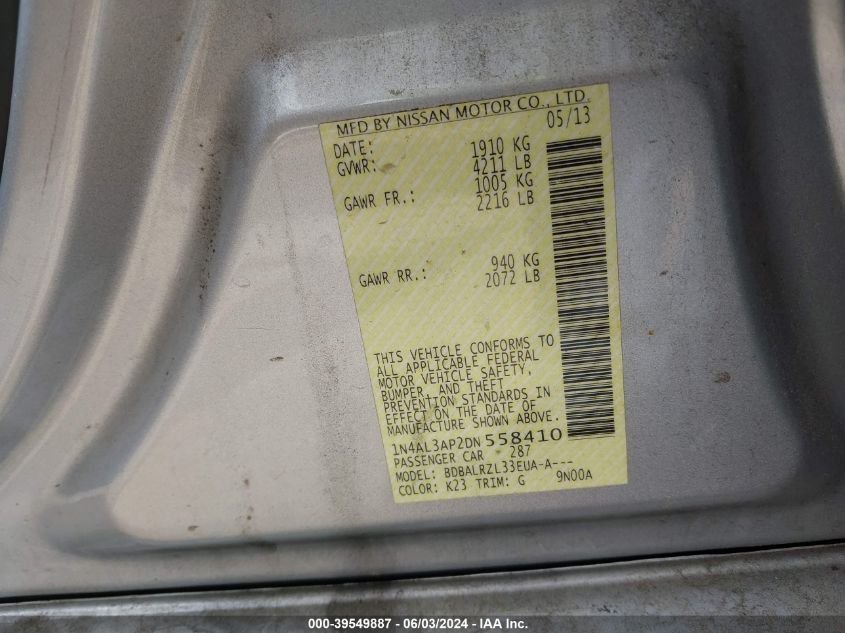 MFD BY NISSAN MOTOR CO., LTD.
DATE: 05/13
GVWR: 1910 KG
4211 LB
GAWR FR.: 1005 KG
2216 LB
GAWR RR.: 940 KG
2072 LB
THIS VEHICLE CONFORMS TO
ALL APPLICABLE FEDERAL
MOTOR VEHICLE SAFETY,
BUMPER, AND THEFT
PREVENTION STANDARDS IN
EFFECT ON THE DATE OF
MANUFACTURE SHOWN ABOVE.
1N4AL3AP2DN558410
PASSENGER CAR 287
MODEL: BDBALRZL33EUA-A---
COLOR: K23 TRIM: G 9N00A
000-39549887 - 06/03/2024 - IAA Inc.